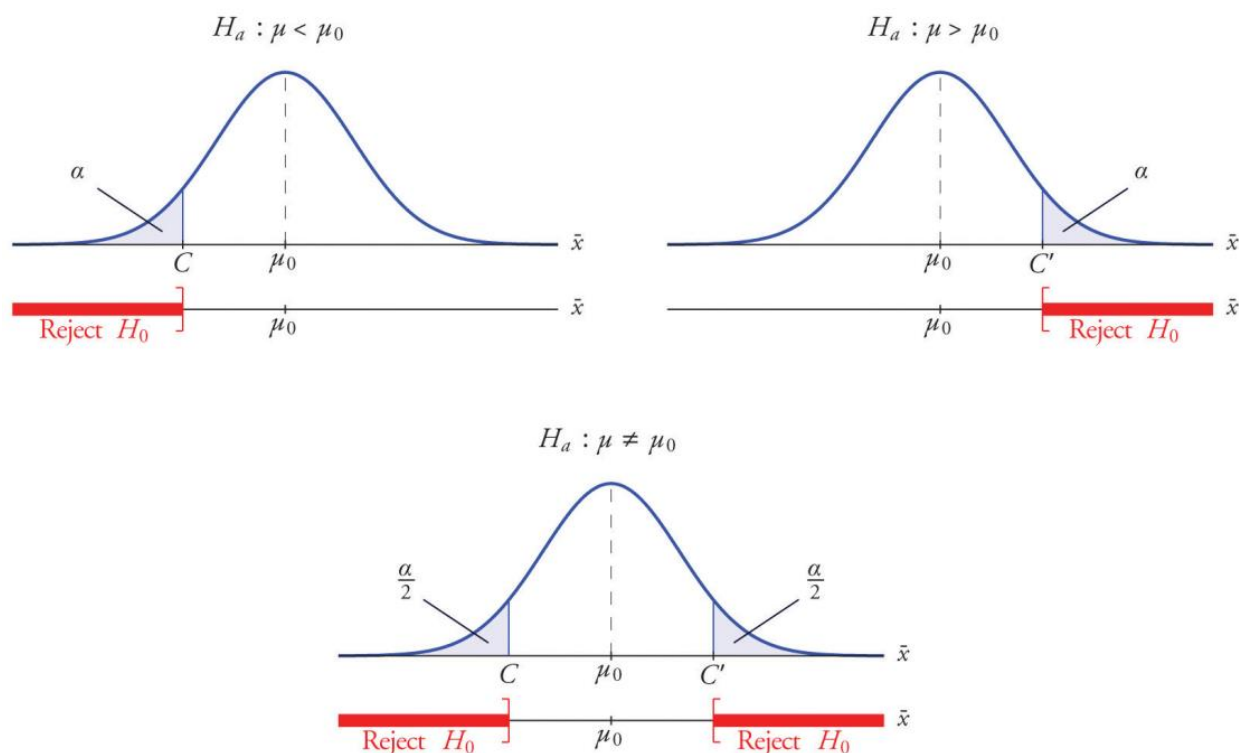 Hₐ : μ < μ₀
α
C μ₀ x̄
μ₀ x̄
Reject H₀
Hₐ : μ > μ₀
α
μ₀ C′ x̄
μ₀ x̄
Reject H₀
Hₐ : μ ≠ μ₀
α/2 α/2
C μ₀ C′ x̄
μ₀ x̄
Reject H₀ Reject H₀